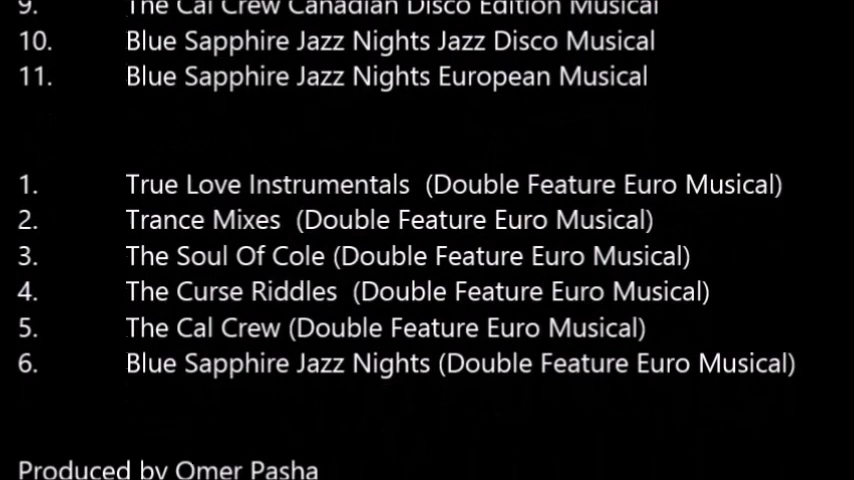 9. The Cal Crew Canadian Disco Edition Musical
10. Blue Sapphire Jazz Nights Jazz Disco Musical
11. Blue Sapphire Jazz Nights European Musical
1. True Love Instrumentals (Double Feature Euro Musical)
2. Trance Mixes (Double Feature Euro Musical)
3. The Soul Of Cole (Double Feature Euro Musical)
4. The Curse Riddles (Double Feature Euro Musical)
5. The Cal Crew (Double Feature Euro Musical)
6. Blue Sapphire Jazz Nights (Double Feature Euro Musical)
Produced by Omer Pasha